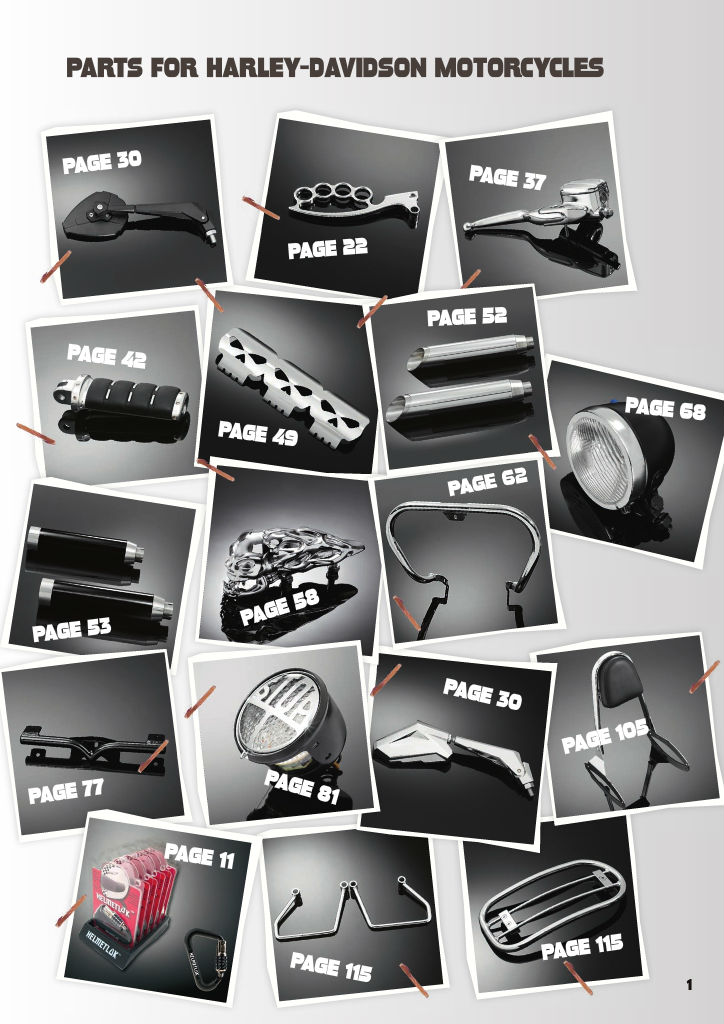 PARTS FOR HARLEY-DAVIDSON MOTORCYCLES
PAGE 30
PAGE 22
PAGE 37
PAGE 42
PAGE 49
PAGE 52
PAGE 68
PAGE 53
PAGE 58
PAGE 62
PAGE 77
PAGE 81
PAGE 30
PAGE 105
PAGE 11
HELMETLOK
HELMETLOK
PAGE 115
PAGE 115
1